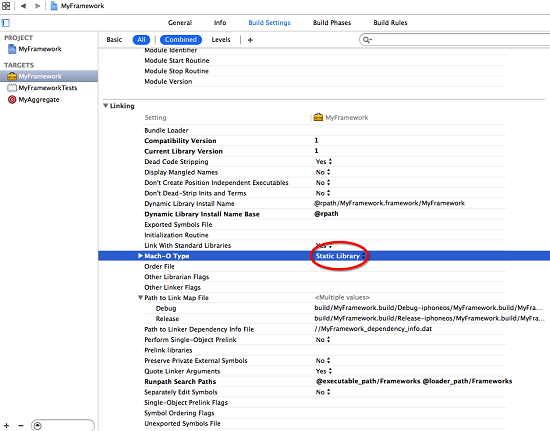 MyFramework
General Info Build Settings Build Phases Build Rules
PROJECT
MyFramework
TARGETS
MyFramework
MyFrameworkTests
MyAggregate
Basic All Combined Levels +
Module Identifier
Module Start Routine
Module Stop Routine
Module Version
Linking
Setting MyFramework
Bundle Loader
Compatibility Version 1
Current Library Version 1
Dead Code Stripping Yes
Display Mangled Names No
Don't Create Position Independent Executables No
Don't Dead-Strip Inits and Terms No
Dynamic Library Install Name @rpath/MyFramework.framework/MyFramework
Dynamic Library Install Name Base @rpath
Exported Symbols File
Initialization Routine
Link With Standard Libraries Yes
Mach-O Type Static Library
Order File
Other Librarian Flags
Other Linker Flags
Path to Link Map File <Multiple values>
Debug build/MyFramework.build/Debug-iphoneos/MyFramework.build/MyFra...
Release build/MyFramework.build/Release-iphoneos/MyFramework.build/MyFr...
Path to Linker Dependency Info File //MyFramework_dependency_info.dat
Perform Single-Object Prelink No
Prelink libraries
Preserve Private External Symbols No
Quote Linker Arguments Yes
Runpath Search Paths @executable_path/Frameworks @loader_path/Frameworks
Separately Edit Symbols No
Single-Object Prelink Flags
Symbol Ordering Flags
Unexported Symbols File